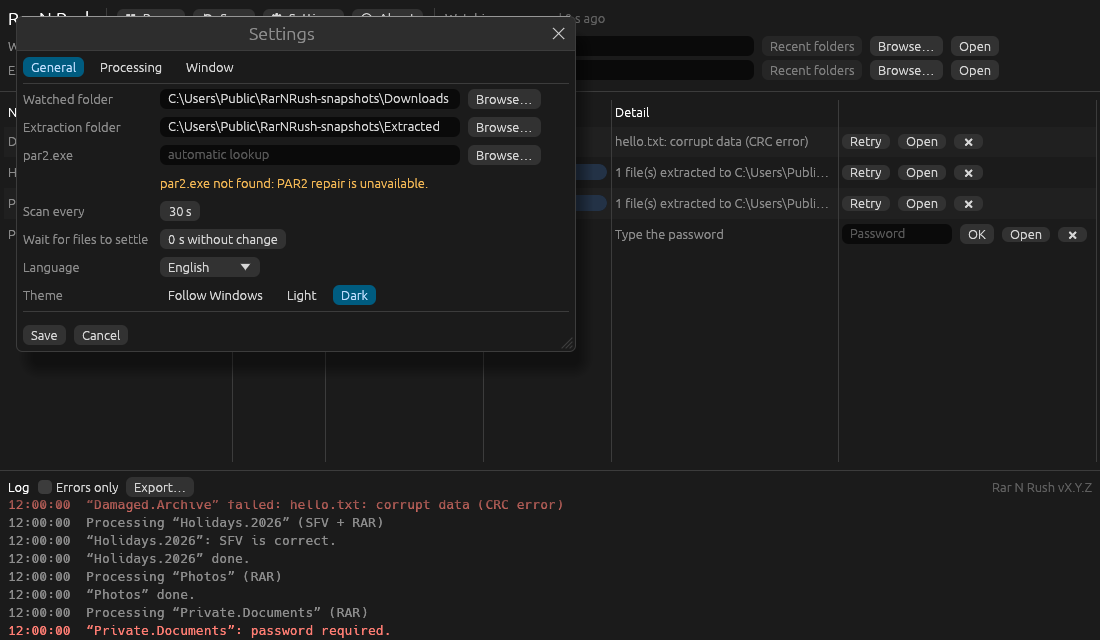 s ago
Settings
Recent folders Browse... Open
Recent folders Browse... Open
General Processing Window
Watched folder C:\Users\Public\RarNRush-snapshots\Downloads Browse...
Extraction folder C:\Users\Public\RarNRush-snapshots\Extracted Browse...
par2.exe automatic lookup Browse...
par2.exe not found: PAR2 repair is unavailable.
Scan every 30 s
Wait for files to settle 0 s without change
Language English
Theme Follow Windows Light Dark
Save Cancel
Detail
hello.txt: corrupt data (CRC error) Retry Open ×
1 file(s) extracted to C:\Users\Publi... Retry Open ×
1 file(s) extracted to C:\Users\Publi... Retry Open ×
Type the password Password OK Open ×
Log Errors only Export... Rar N Rush vX.Y.Z
12:00:00 “Damaged.Archive” failed: hello.txt: corrupt data (CRC error)
12:00:00 Processing “Holidays.2026” (SFV + RAR)
12:00:00 “Holidays.2026”: SFV is correct.
12:00:00 “Holidays.2026” done.
12:00:00 Processing “Photos” (RAR)
12:00:00 “Photos” done.
12:00:00 Processing “Private.Documents” (RAR)
12:00:00 “Private.Documents”: password required.